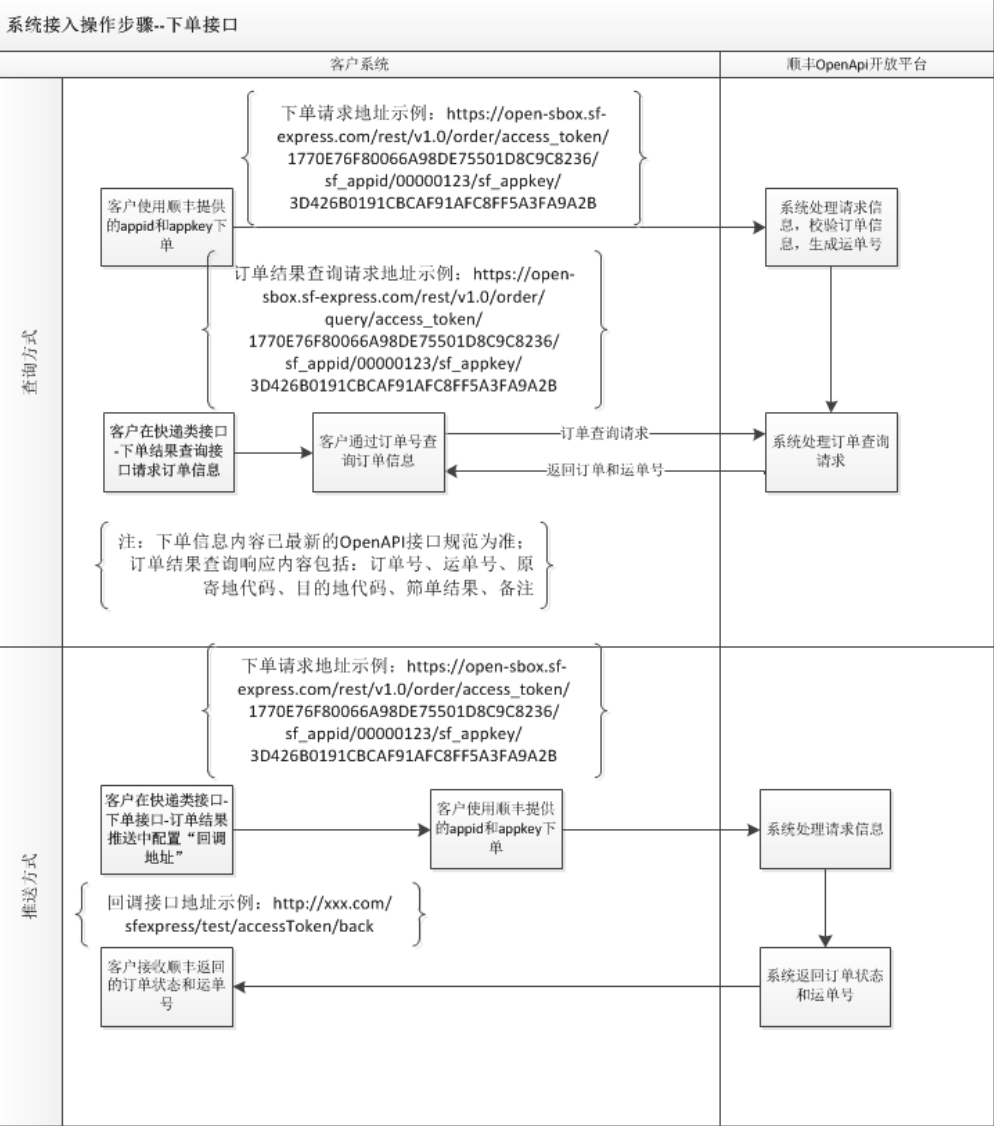 系统接入操作步骤--下单接口
客户系统
顺丰OpenApi开放平台
查询方式
下单请求地址示例：https://open-sbox.sf-
express.com/rest/v1.0/order/access_token/
1770E76F80066A98DE75501D8C9C8236/
sf_appid/00000123/sf_appkey/
3D426B0191CBCAF91AFC8FF5A3FA9A2B
客户使用顺丰提供
的appid和appkey下
单
系统处理请求信
息，校验订单信
息，生成运单号
订单结果查询请求地址示例：https://open-
sbox.sf-express.com/rest/v1.0/order/
query/access_token/
1770E76F80066A98DE75501D8C9C8236/
sf_appid/00000123/sf_appkey/
3D426B0191CBCAF91AFC8FF5A3FA9A2B
客户在快递类接口
-下单结果查询接
口请求订单信息
客户通过订单号查
询订单信息
订单查询请求
返回订单和运单号
系统处理订单查询
请求
注：下单信息内容已最新的OpenAPI接口规范为准；
订单结果查询响应内容包括：订单号、运单号、原
寄地代码、目的地代码、筛单结果、备注
推送方式
下单请求地址示例：https://open-sbox.sf-
express.com/rest/v1.0/order/access_token/
1770E76F80066A98DE75501D8C9C8236/
sf_appid/00000123/sf_appkey/
3D426B0191CBCAF91AFC8FF5A3FA9A2B
客户在快递类接口-
下单接口-订单结果
推送中配置“回调
地址”
客户使用顺丰提供
的appid和appkey下
单
系统处理请求信息
回调接口地址示例：http://xxx.com/
sfexpress/test/accessToken/back
客户接收顺丰返回
的订单状态和运单
号
系统返回订单状态
和运单号